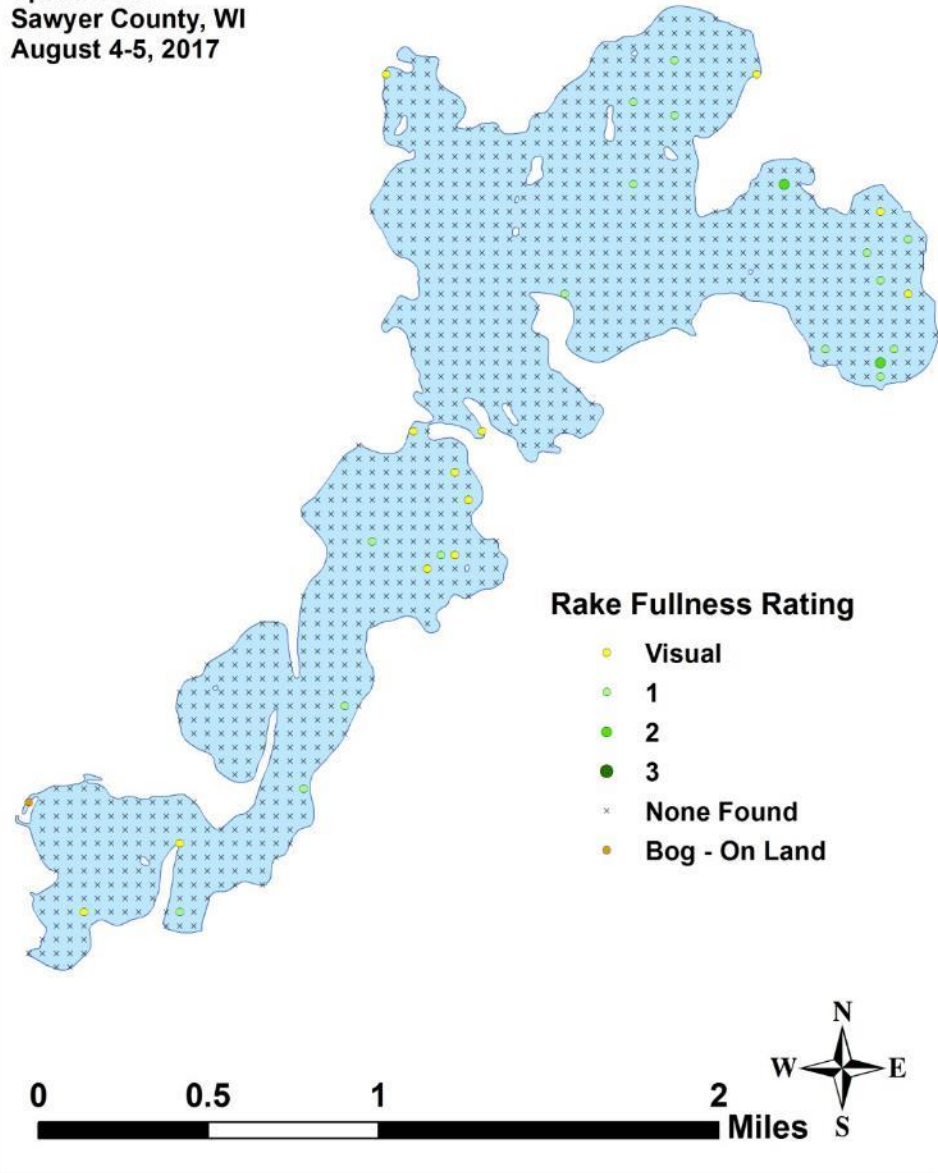 Sawyer County, WI
August 4-5, 2017
Rake Fullness Rating
Visual
1
2
3
None Found
Bog - On Land
N
W E
S
0 0.5 1 2
Miles